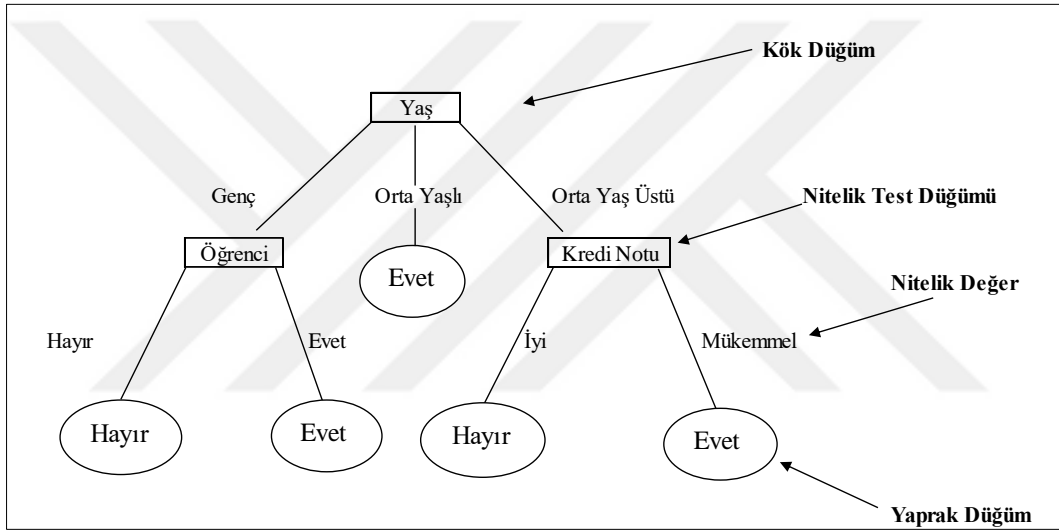 Kök Düğüm
Yaş
Genç
Orta Yaşlı
Orta Yaş Üstü
Nitelik Test Düğümü
Öğrenci
Evet
Kredi Notu
Nitelik Değer
Hayır
Evet
İyi
Mükemmel
Hayır
Evet
Hayır
Evet
Yaprak Düğüm